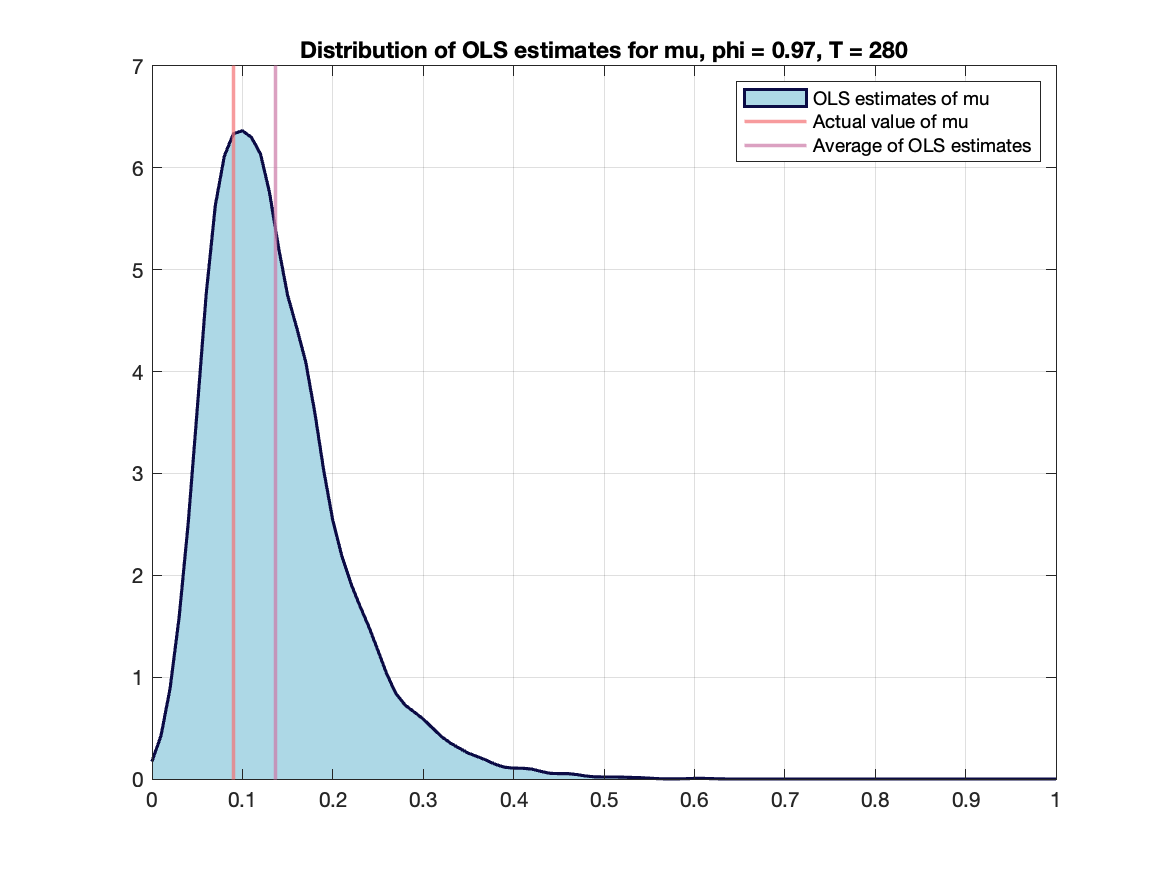 Distribution of OLS estimates for mu, phi = 0.97, T = 280
OLS estimates of mu
Actual value of mu
Average of OLS estimates
7
6
5
4
3
2
1
0
0 0.1 0.2 0.3 0.4 0.5 0.6 0.7 0.8 0.9 1